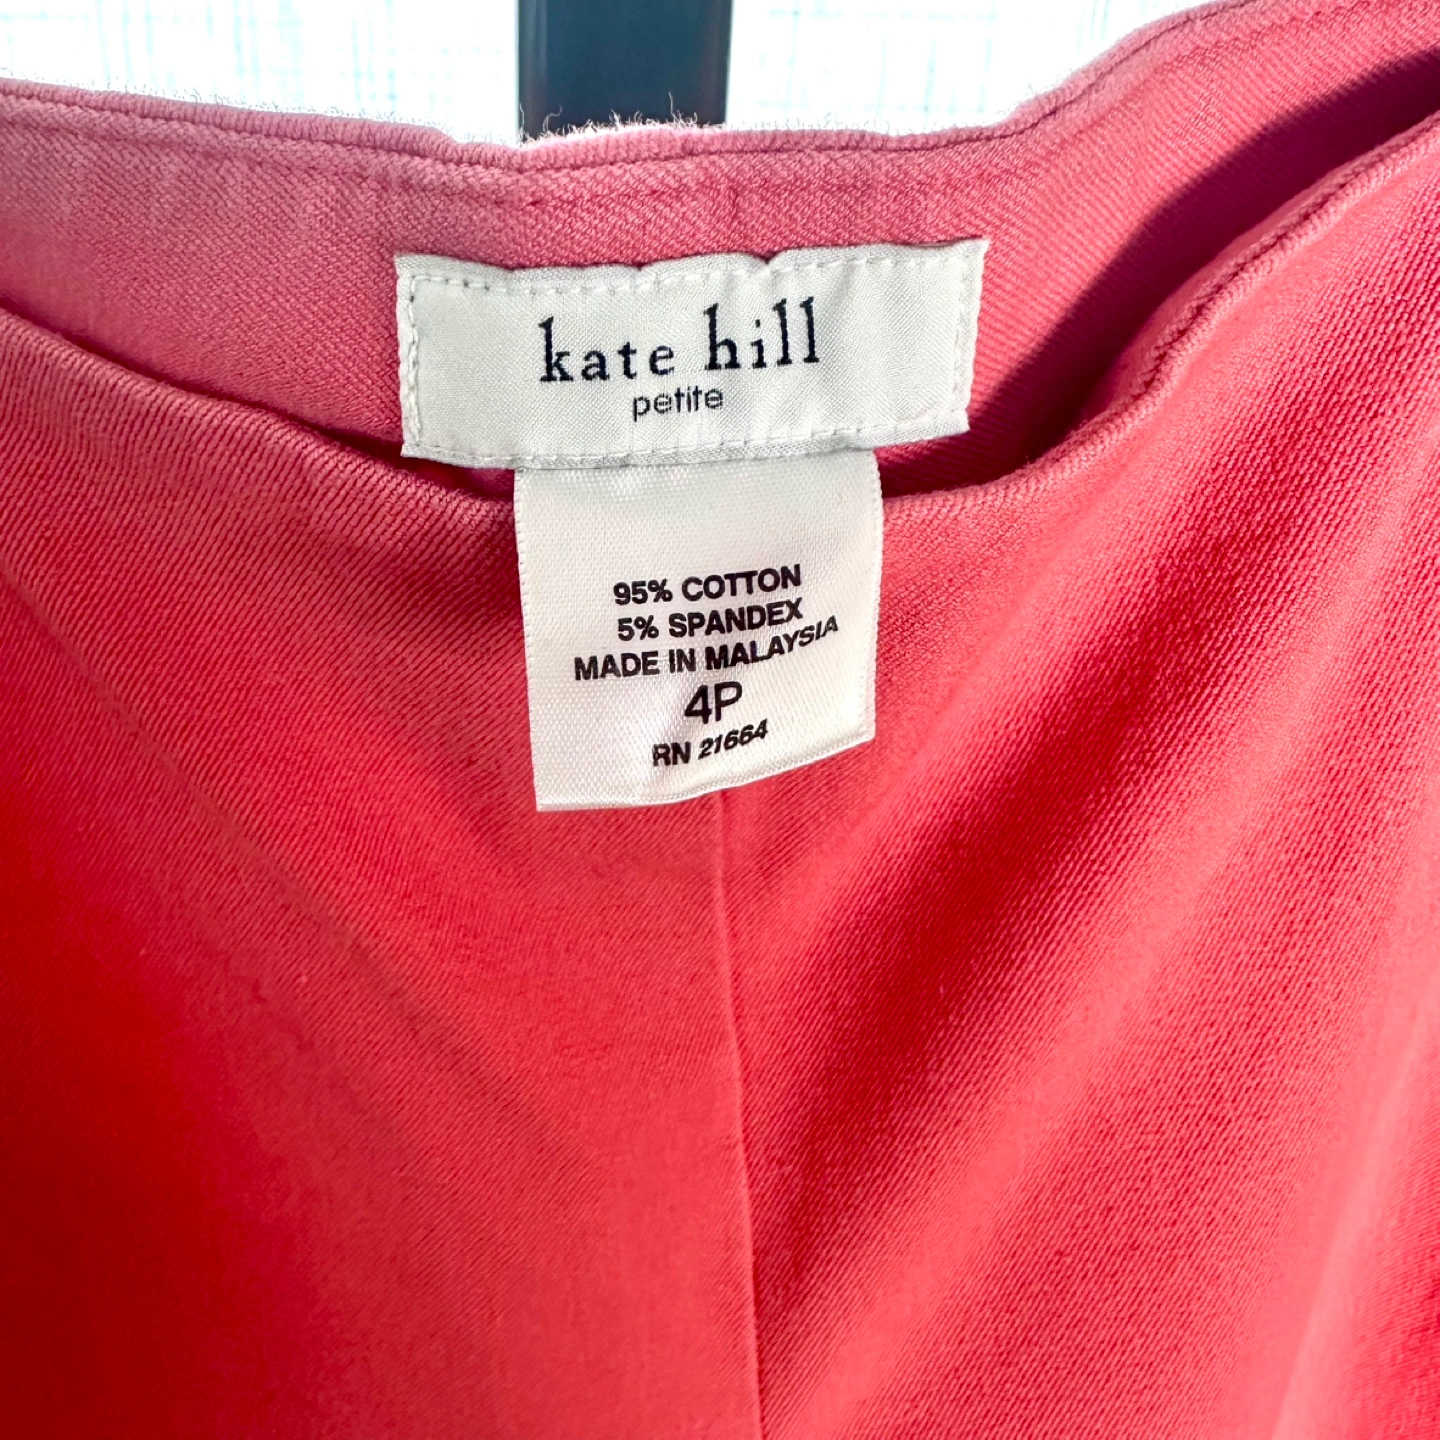 kate hill
petite
95% COTTON
5% SPANDEX
MADE IN MALAYSIA
4P
RN 21664